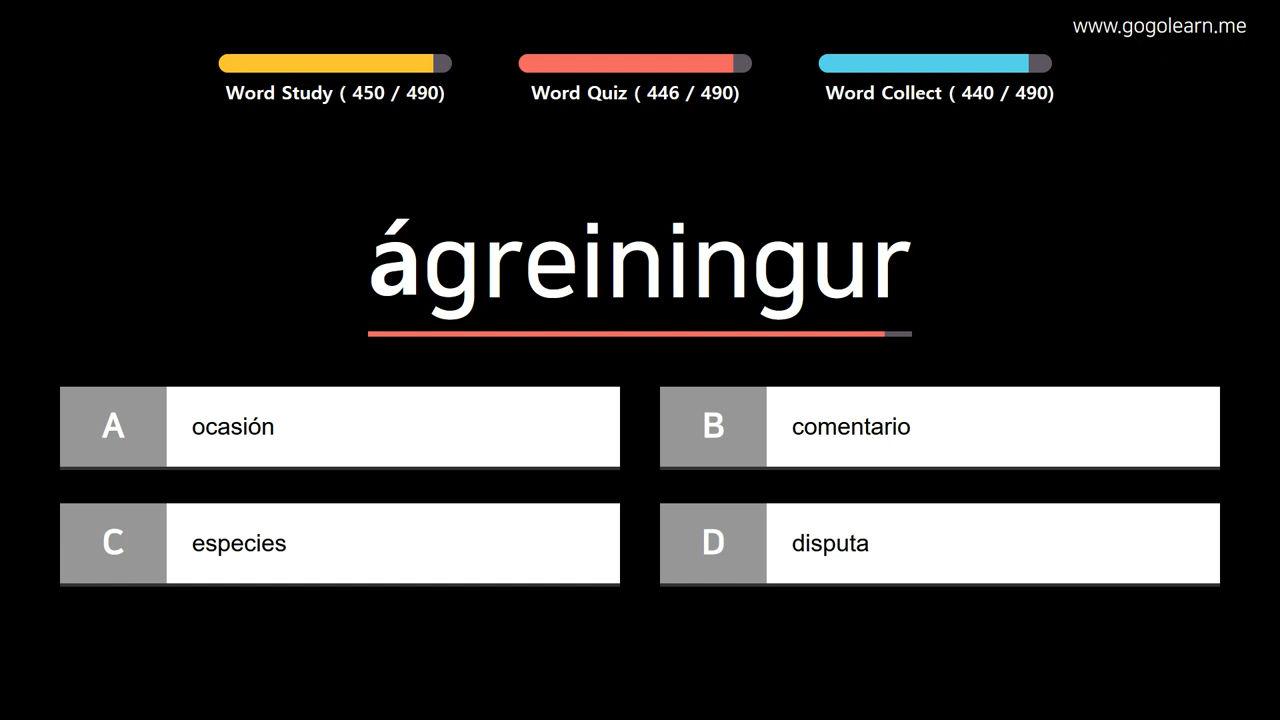 www.gogolearn.me
Word Study ( 450 / 490)
Word Quiz ( 446 / 490)
Word Collect ( 440 / 490)
ágreiningur
A ocasión
B comentario
C especies
D disputa